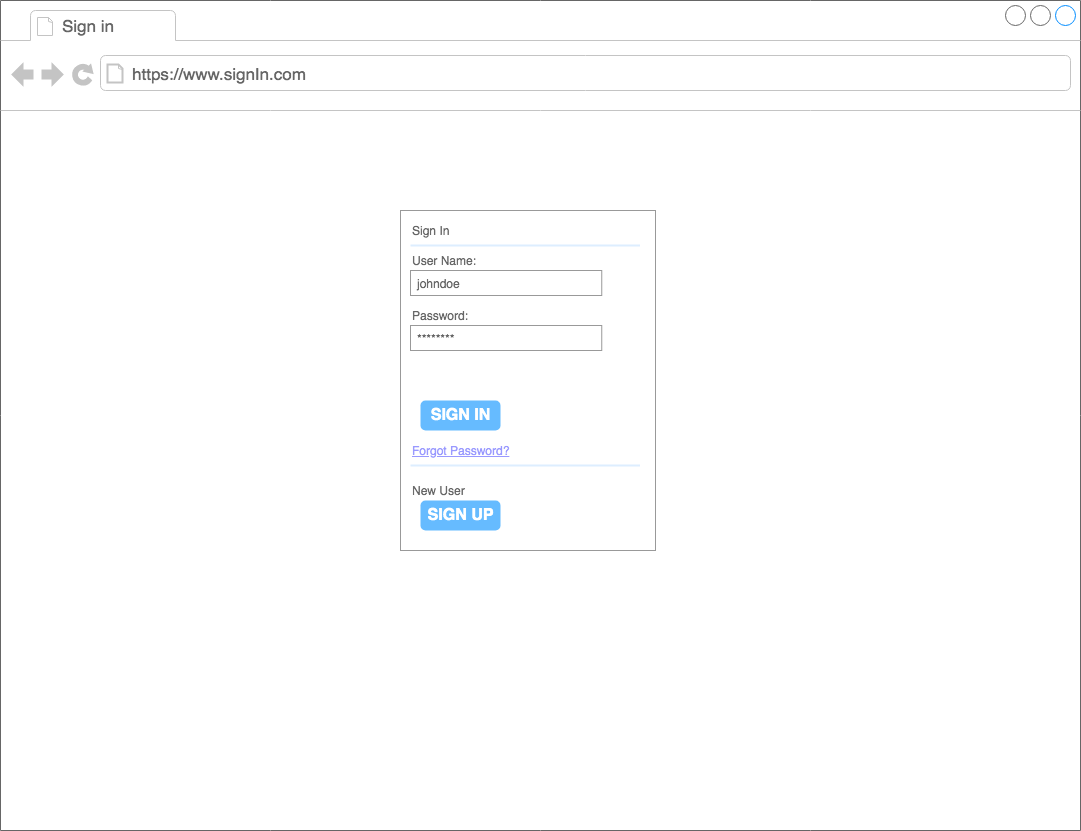 Sign in
https://www.signIn.com
Sign In
User Name:
johndoe
Password:
********
SIGN IN
Forgot Password?
New User
SIGN UP